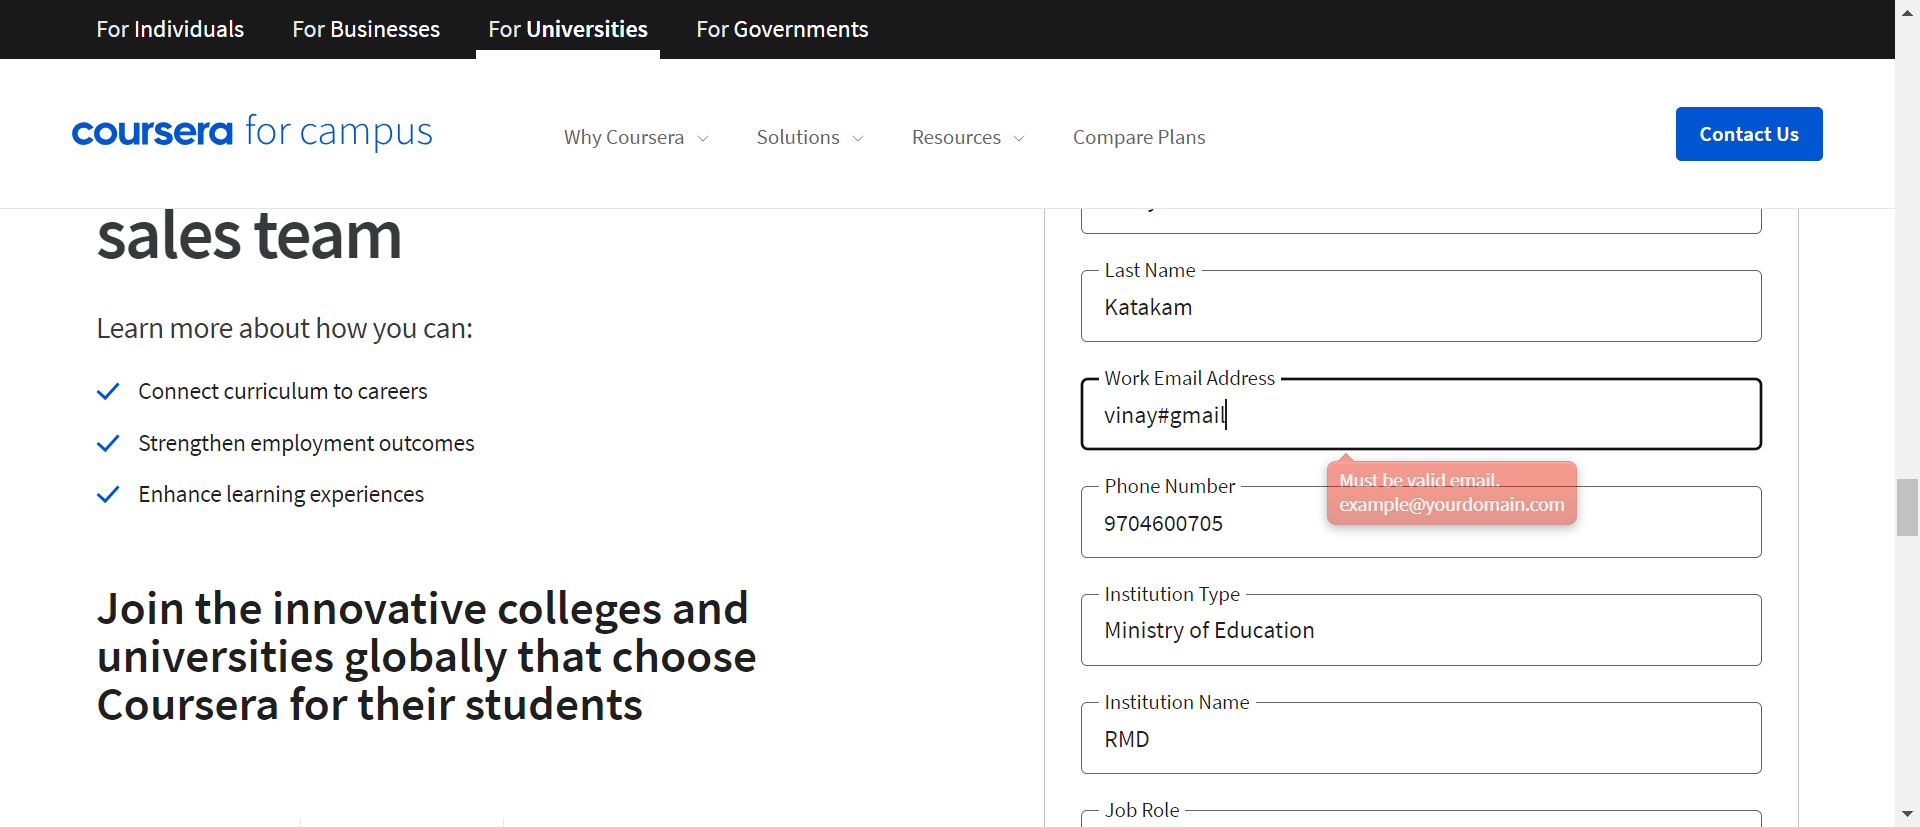 For Individuals
For Businesses
For Universities
For Governments
coursera for campus
Why Coursera
Solutions
Resources
Compare Plans
Contact Us
sales team
Learn more about how you can:
Connect curriculum to careers
Strengthen employment outcomes
Enhance learning experiences
Join the innovative colleges and
universities globally that choose
Coursera for their students
Last Name
Katakam
Work Email Address
vinay#gmail
Must be valid email.
example@yourdomain.com
Phone Number
9704600705
Institution Type
Ministry of Education
Institution Name
RMD
Job Role